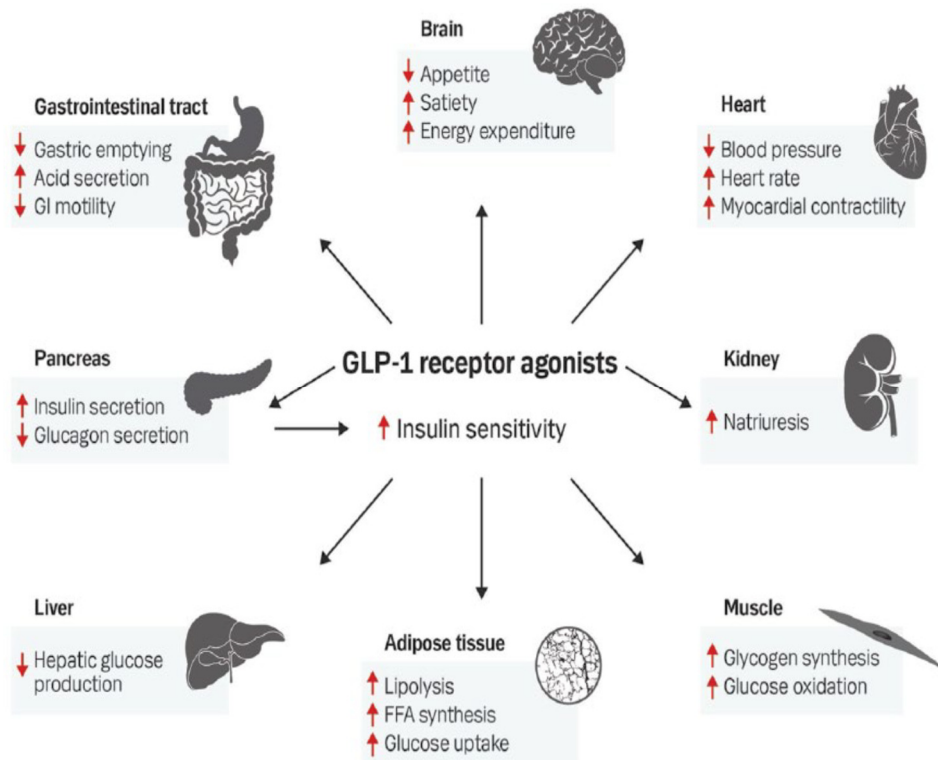 Brain
Appetite
Satiety
Energy expenditure
Gastrointestinal tract
Gastric emptying
Acid secretion
GI motility
Heart
Blood pressure
Heart rate
Myocardial contractility
GLP-1 receptor agonists
Insulin sensitivity
Pancreas
Insulin secretion
Glucagon secretion
Kidney
Natriuresis
Liver
Hepatic glucose
production
Adipose tissue
Lipolysis
FFA synthesis
Glucose uptake
Muscle
Glycogen synthesis
Glucose oxidation